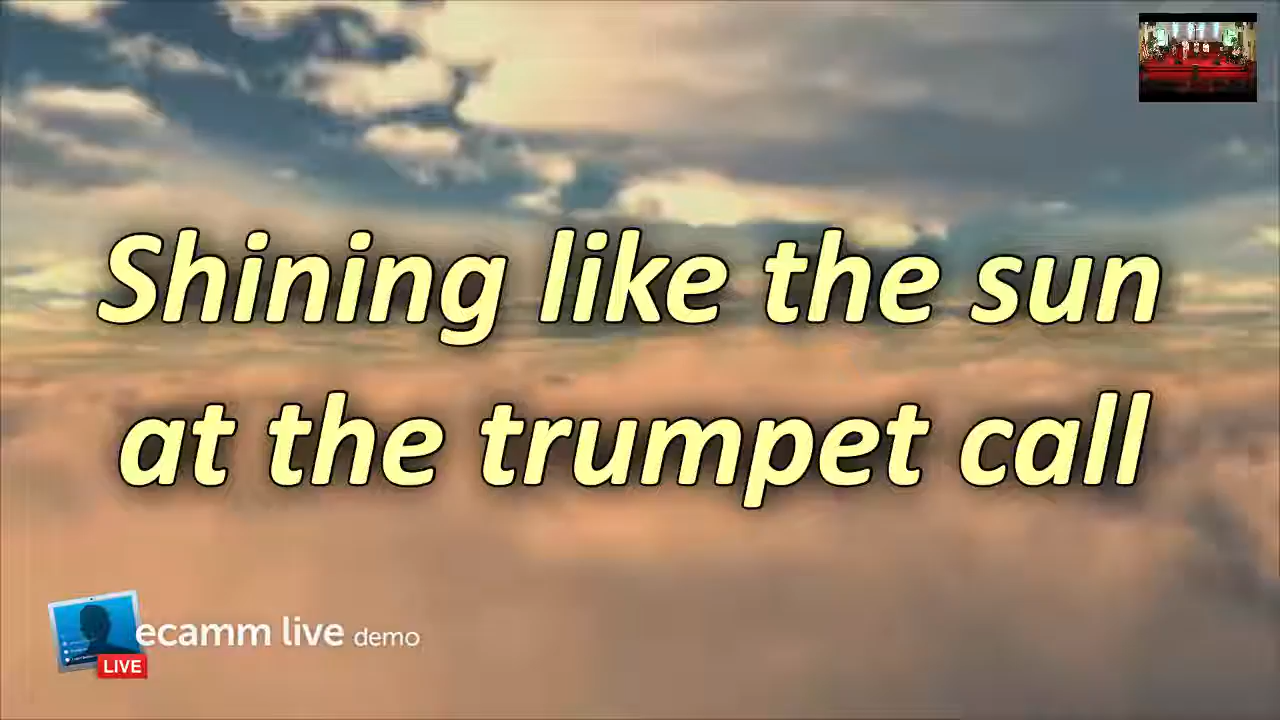 Shining like the sun
at the trumpet call
ecamm live demo
LIVE